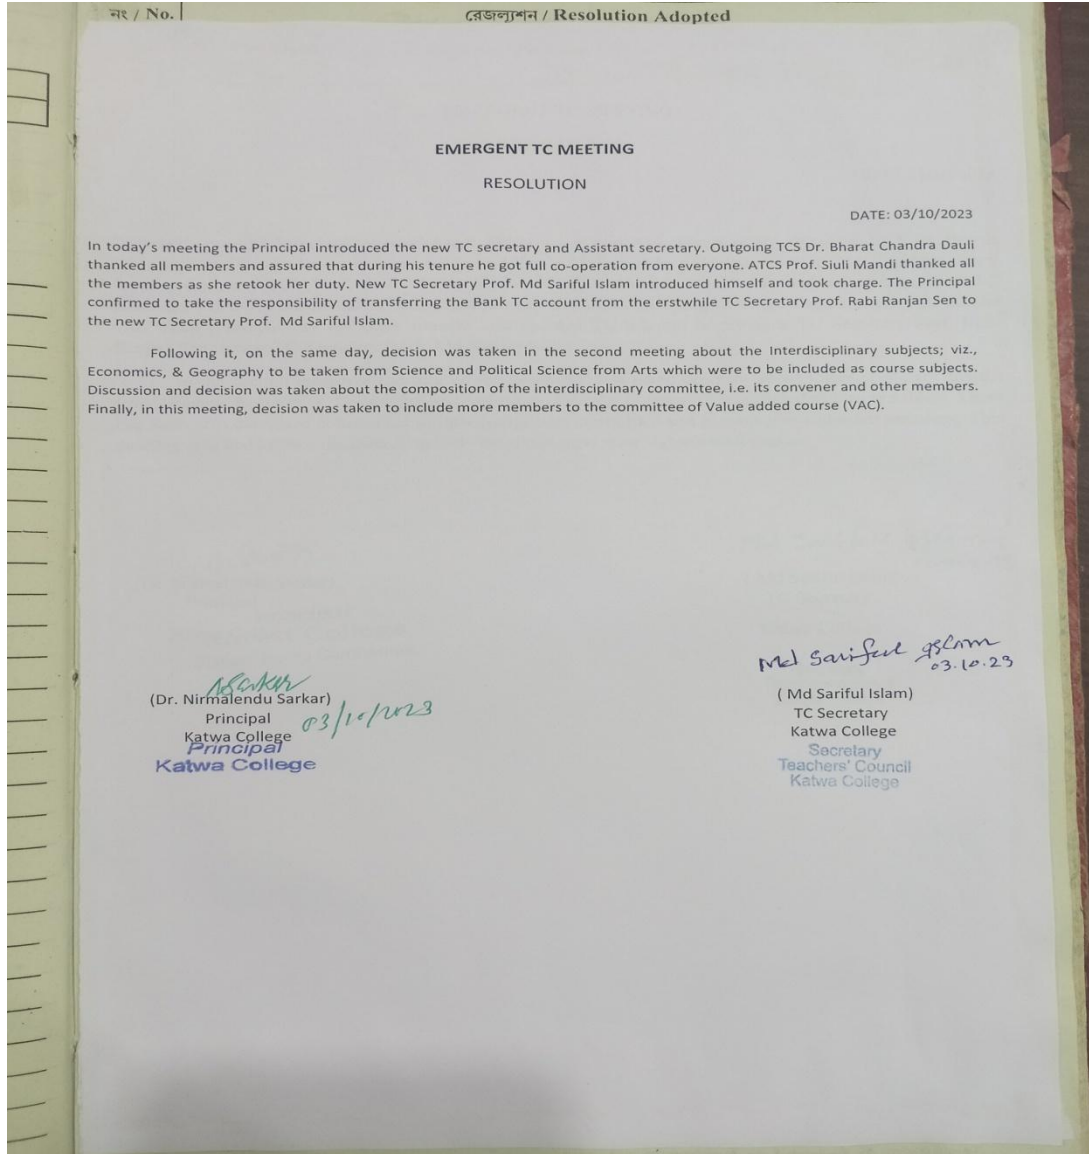 নং / No.
রেজল্যুশন / Resolution Adopted
EMERGENT TC MEETING
RESOLUTION
DATE: 03/10/2023
In today's meeting the Principal introduced the new TC secretary and Assistant secretary. Outgoing TCS Dr. Bharat Chandra Dauli
thanked all members and assured that during his tenure he got full co-operation from everyone. ATCS Prof. Siuli Mandi thanked all
the members as she retook her duty. New TC Secretary Prof. Md Sariful Islam introduced himself and took charge. The Principal
confirmed to take the responsibility of transferring the Bank TC account from the erstwhile TC Secretary Prof. Rabi Ranjan Sen to
the new TC Secretary Prof. Md Sariful Islam.
Following it, on the same day, decision was taken in the second meeting about the Interdisciplinary subjects; viz.,
Economics, & Geography to be taken from Science and Political Science from Arts which were to be included as course subjects.
Discussion and decision was taken about the composition of the interdisciplinary committee, i.e. its convener and other members.
Finally, in this meeting, decision was taken to include more members to the committee of Value added course (VAC).
NSarkar
(Dr. Nirmalendu Sarkar)
Principal
03/10/2023
Katwa College
Principal
Katwa College
Md Sariful Islam
03.10.23
( Md Sariful Islam)
TC Secretary
Katwa College
Secretary
Teachers' Council
Katwa College